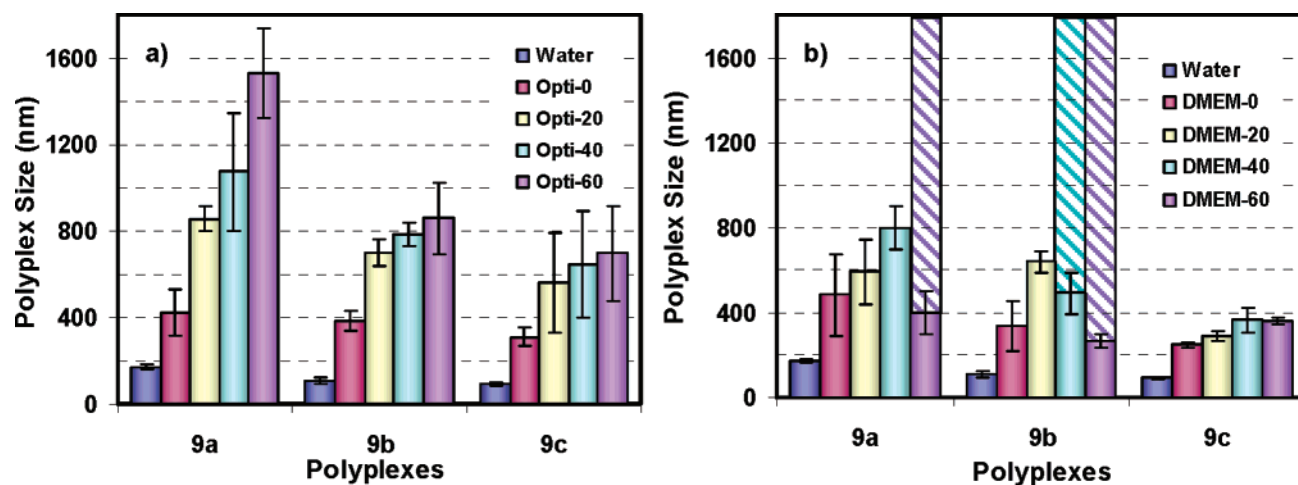 a)
Polyplex Size (nm)
1600
1200
800
400
0
Water
Opti-0
Opti-20
Opti-40
Opti-60
9a
9b
9c
Polyplexes
b)
Polyplex Size (nm)
1600
1200
800
400
0
Water
DMEM-0
DMEM-20
DMEM-40
DMEM-60
9a
9b
9c
Polyplexes